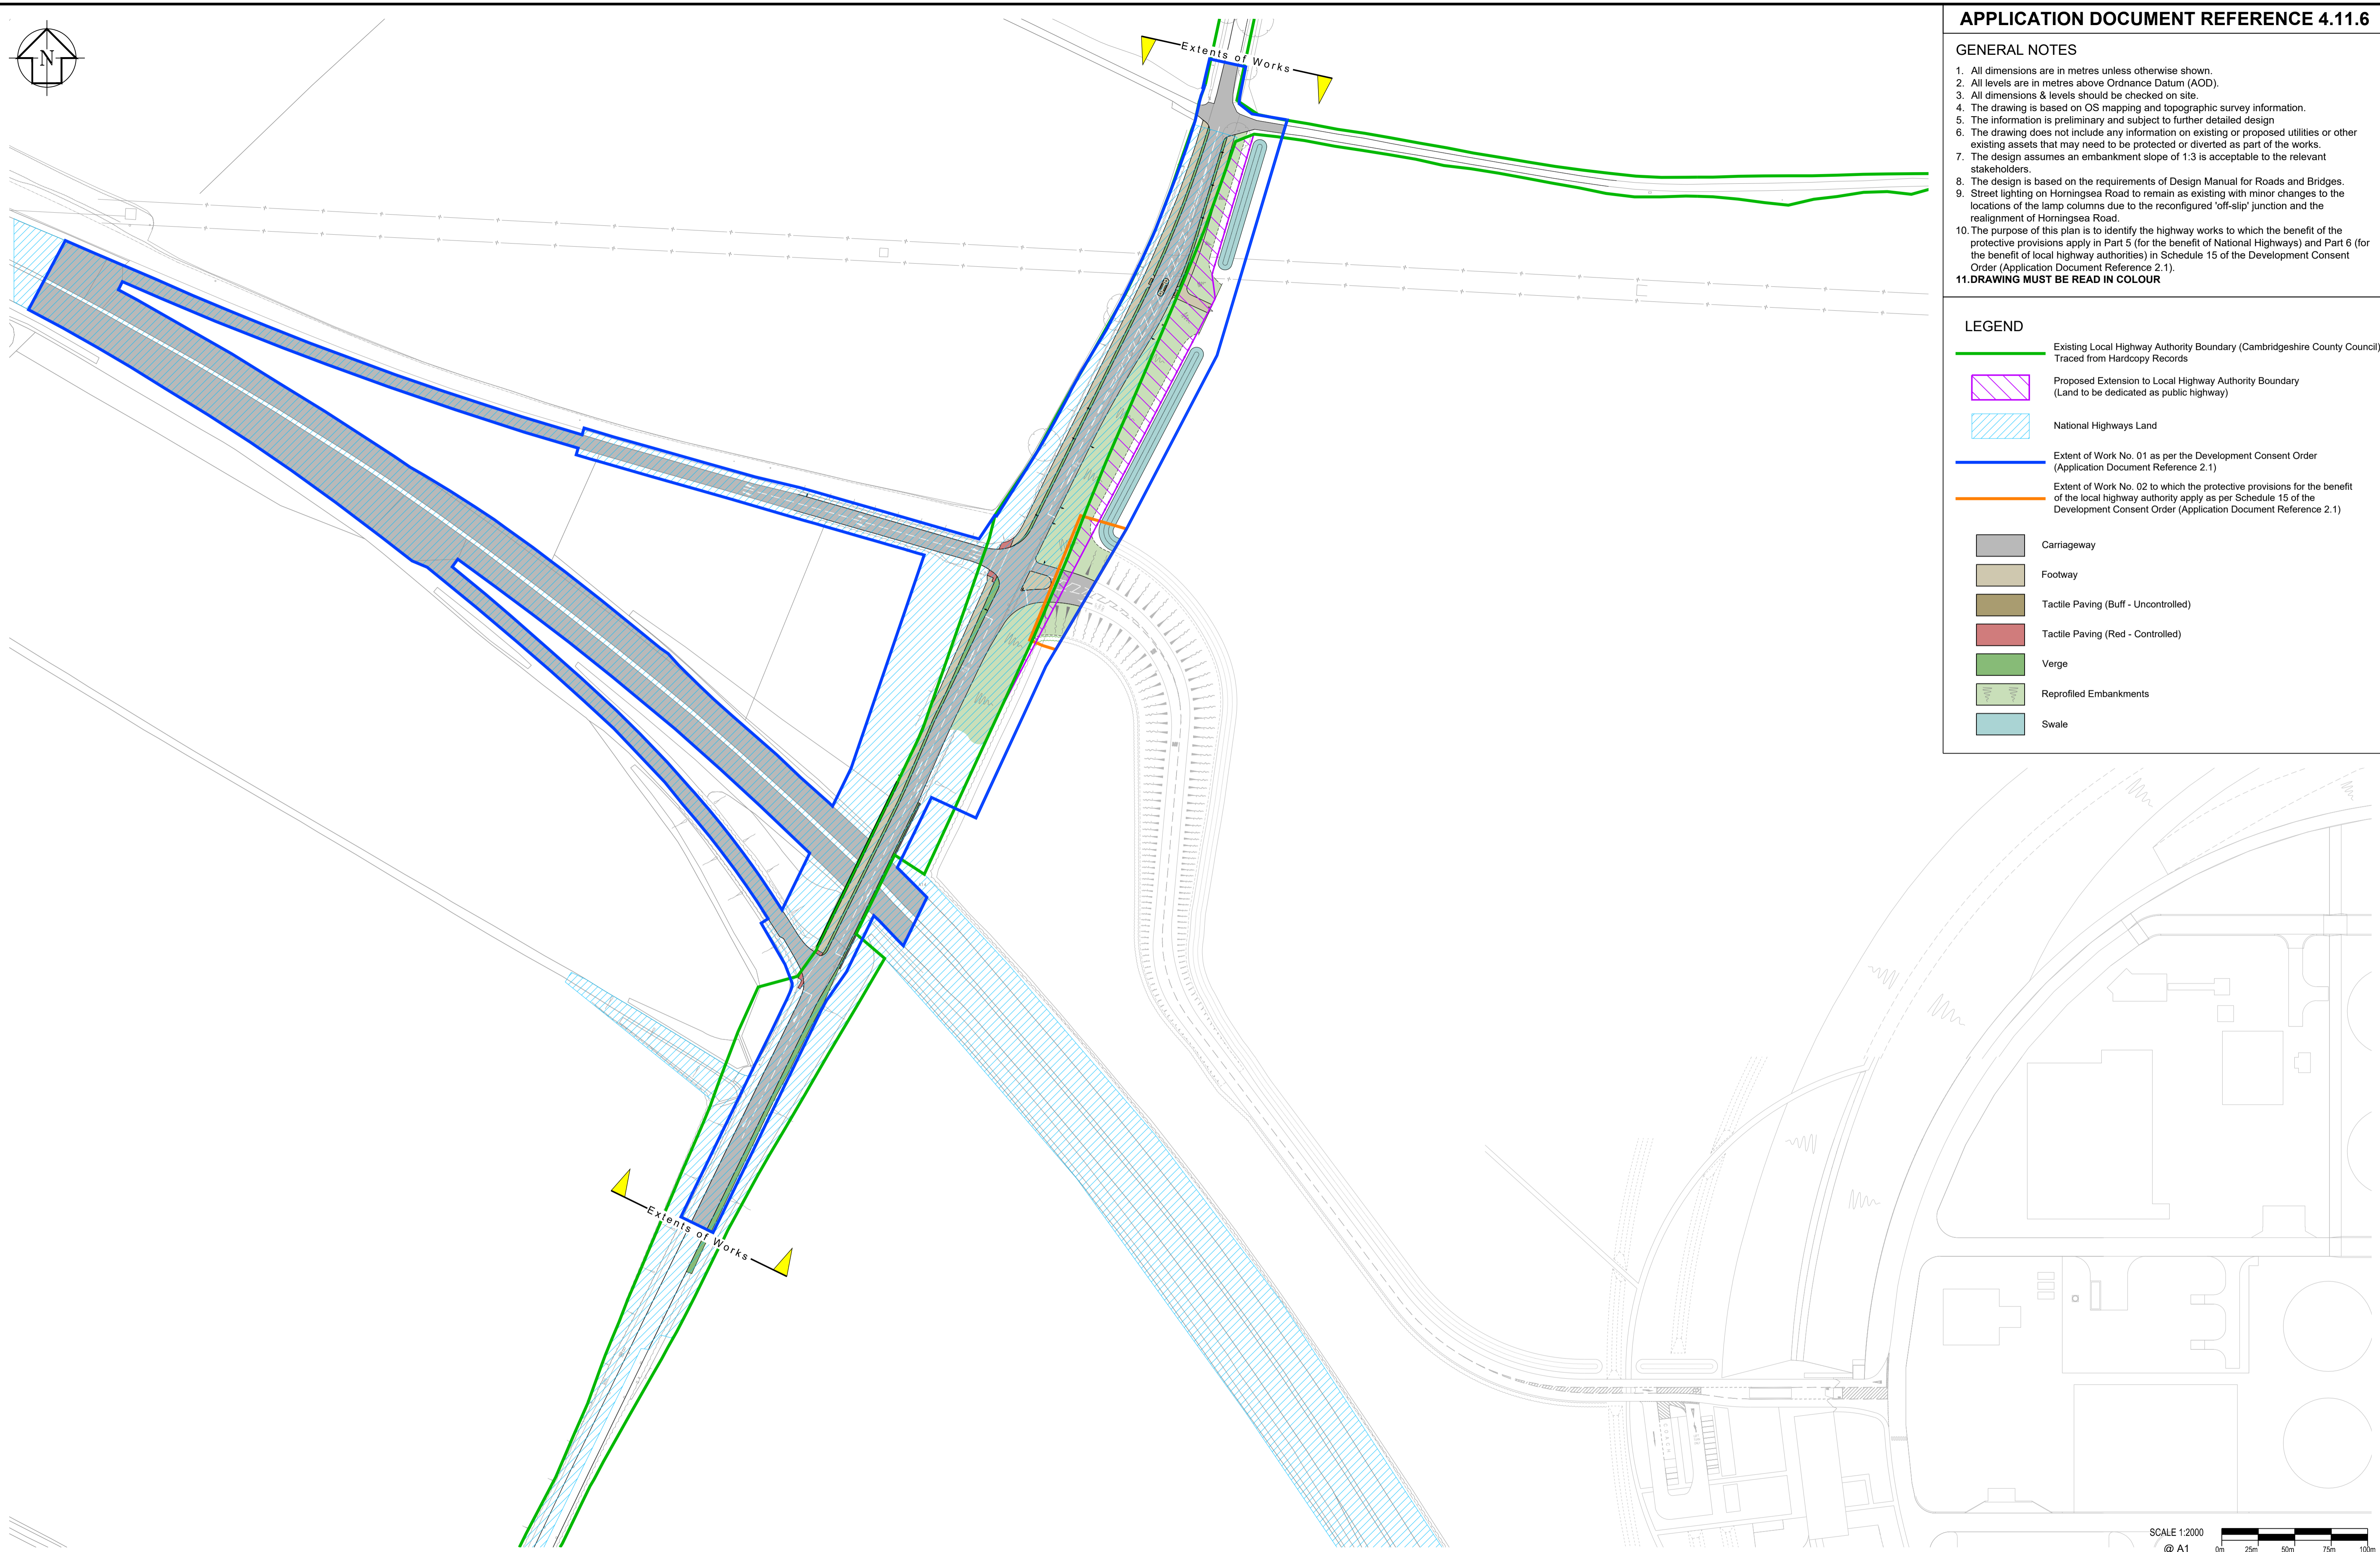 N
Extents of Works
Extents of Works
APPLICATION DOCUMENT REFERENCE 4.11.6
GENERAL NOTES
1. All dimensions are in metres unless otherwise shown.
2. All levels are in metres above Ordnance Datum (AOD).
3. All dimensions & levels should be checked on site.
4. The drawing is based on OS mapping and topographic survey information.
5. The information is preliminary and subject to further detailed design
6. The drawing does not include any information on existing or proposed utilities or other
existing assets that may need to be protected or diverted as part of the works.
7. The design assumes an embankment slope of 1:3 is acceptable to the relevant
stakeholders.
8. The design is based on the requirements of Design Manual for Roads and Bridges.
9. Street lighting on Horningsea Road to remain as existing with minor changes to the
locations of the lamp columns due to the reconfigured 'off-slip' junction and the
realignment of Horningsea Road.
10. The purpose of this plan is to identify the highway works to which the benefit of the
protective provisions apply in Part 5 (for the benefit of National Highways) and Part 6 (for
the benefit of local highway authorities) in Schedule 15 of the Development Consent
Order (Application Document Reference 2.1).
11. DRAWING MUST BE READ IN COLOUR
LEGEND
Existing Local Highway Authority Boundary (Cambridgeshire County Council)
Traced from Hardcopy Records
Proposed Extension to Local Highway Authority Boundary
(Land to be dedicated as public highway)
National Highways Land
Extent of Work No. 01 as per the Development Consent Order
(Application Document Reference 2.1)
Extent of Work No. 02 to which the protective provisions for the benefit
of the local highway authority apply as per Schedule 15 of the
Development Consent Order (Application Document Reference 2.1)
Carriageway
Footway
Tactile Paving (Buff - Uncontrolled)
Tactile Paving (Red - Controlled)
Verge
Reprofiled Embankments
Swale
SCALE 1:2000
@ A1
0m 25m 50m 75m 100m